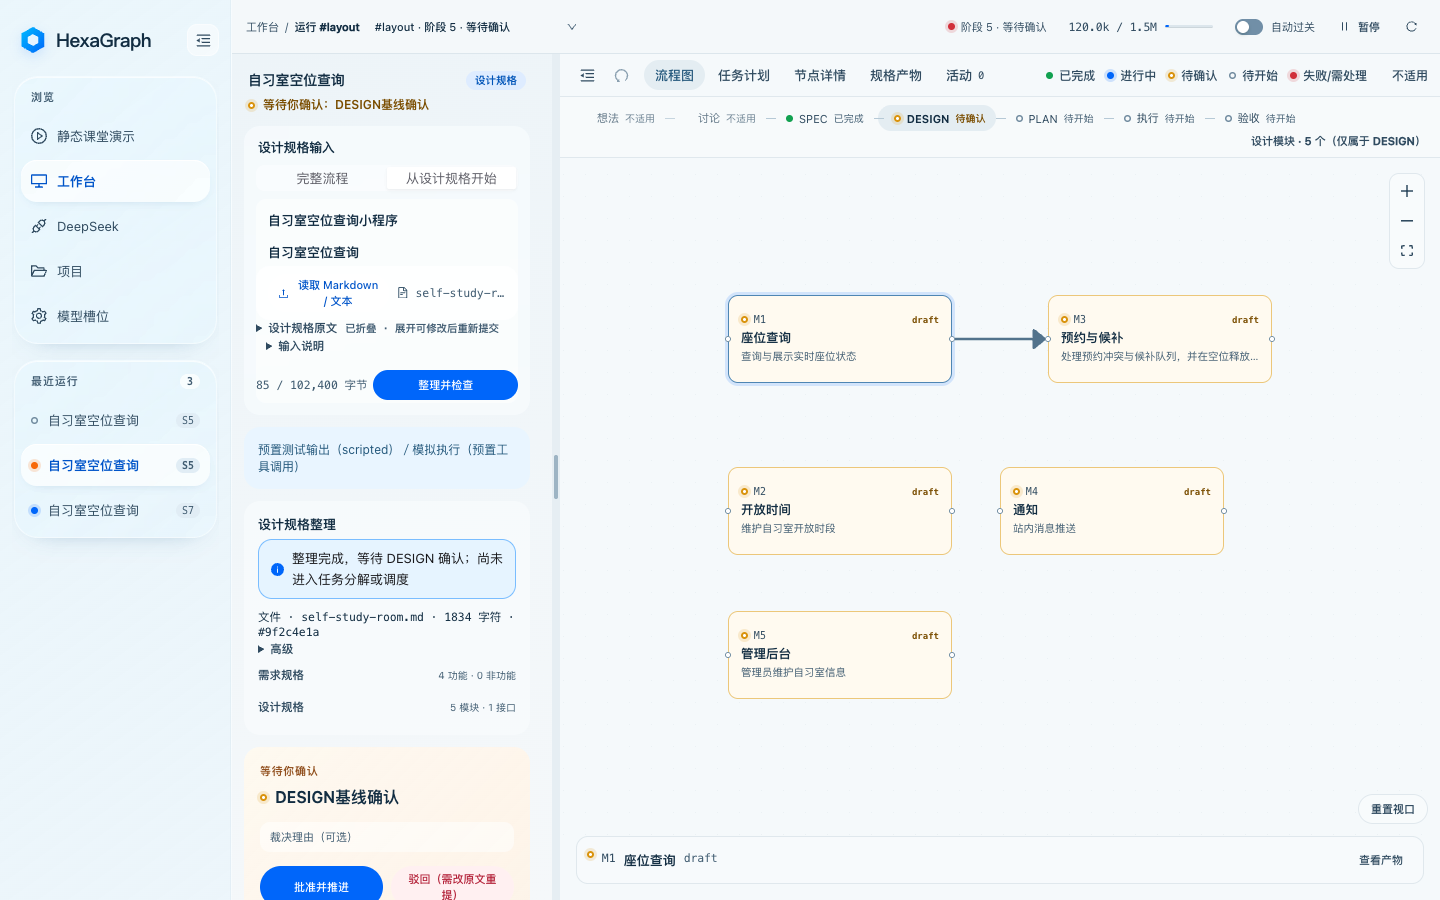 HexaGraph
浏览
静态课堂演示
工作台
DeepSeek
项目
模型槽位
最近运行 3
自习室空位查询 S5
自习室空位查询 S5
自习室空位查询 S7
工作台 / 运行 #layout #layout · 阶段 5 · 等待确认
阶段 5 · 等待确认 120.0k / 1.5M 自动过关 暂停
自习室空位查询 设计规格
等待你确认：DESIGN基线确认
设计规格输入
完整流程 从设计规格开始
自习室空位查询小程序
自习室空位查询
读取 Markdown
/ 文本
self-study-r…
设计规格原文 已折叠 · 展开可修改后重新提交
输入说明
85 / 102,400 字节 整理并检查
预置测试输出（scripted） / 模拟执行（预置工
具调用）
设计规格整理
整理完成，等待 DESIGN 确认；尚未
进入任务分解或调度
文件 · self-study-room.md · 1834 字符 ·
#9f2c4e1a
高级
需求规格 4 功能 · 0 非功能
设计规格 5 模块 · 1 接口
等待你确认
DESIGN基线确认
裁决理由（可选）
批准并推进
驳回（需改原文重
提）
流程图 任务计划 节点详情 规格产物 活动 0 已完成 进行中 待确认 待开始 失败/需处理 不适用
想法 不适用 — 讨论 不适用 — SPEC 已完成 — DESIGN 待确认 — PLAN 待开始 — 执行 待开始 — 验收 待开始
设计模块 · 5 个（仅属于 DESIGN）
M1 draft
座位查询
查询与展示实时座位状态
M3 draft
预约与候补
处理预约冲突与候补队列，并在空位释放…
M2 draft
开放时间
维护自习室开放时段
M4 draft
通知
站内消息推送
M5 draft
管理后台
管理员维护自习室信息
重置视口
M1 座位查询 draft 查看产物